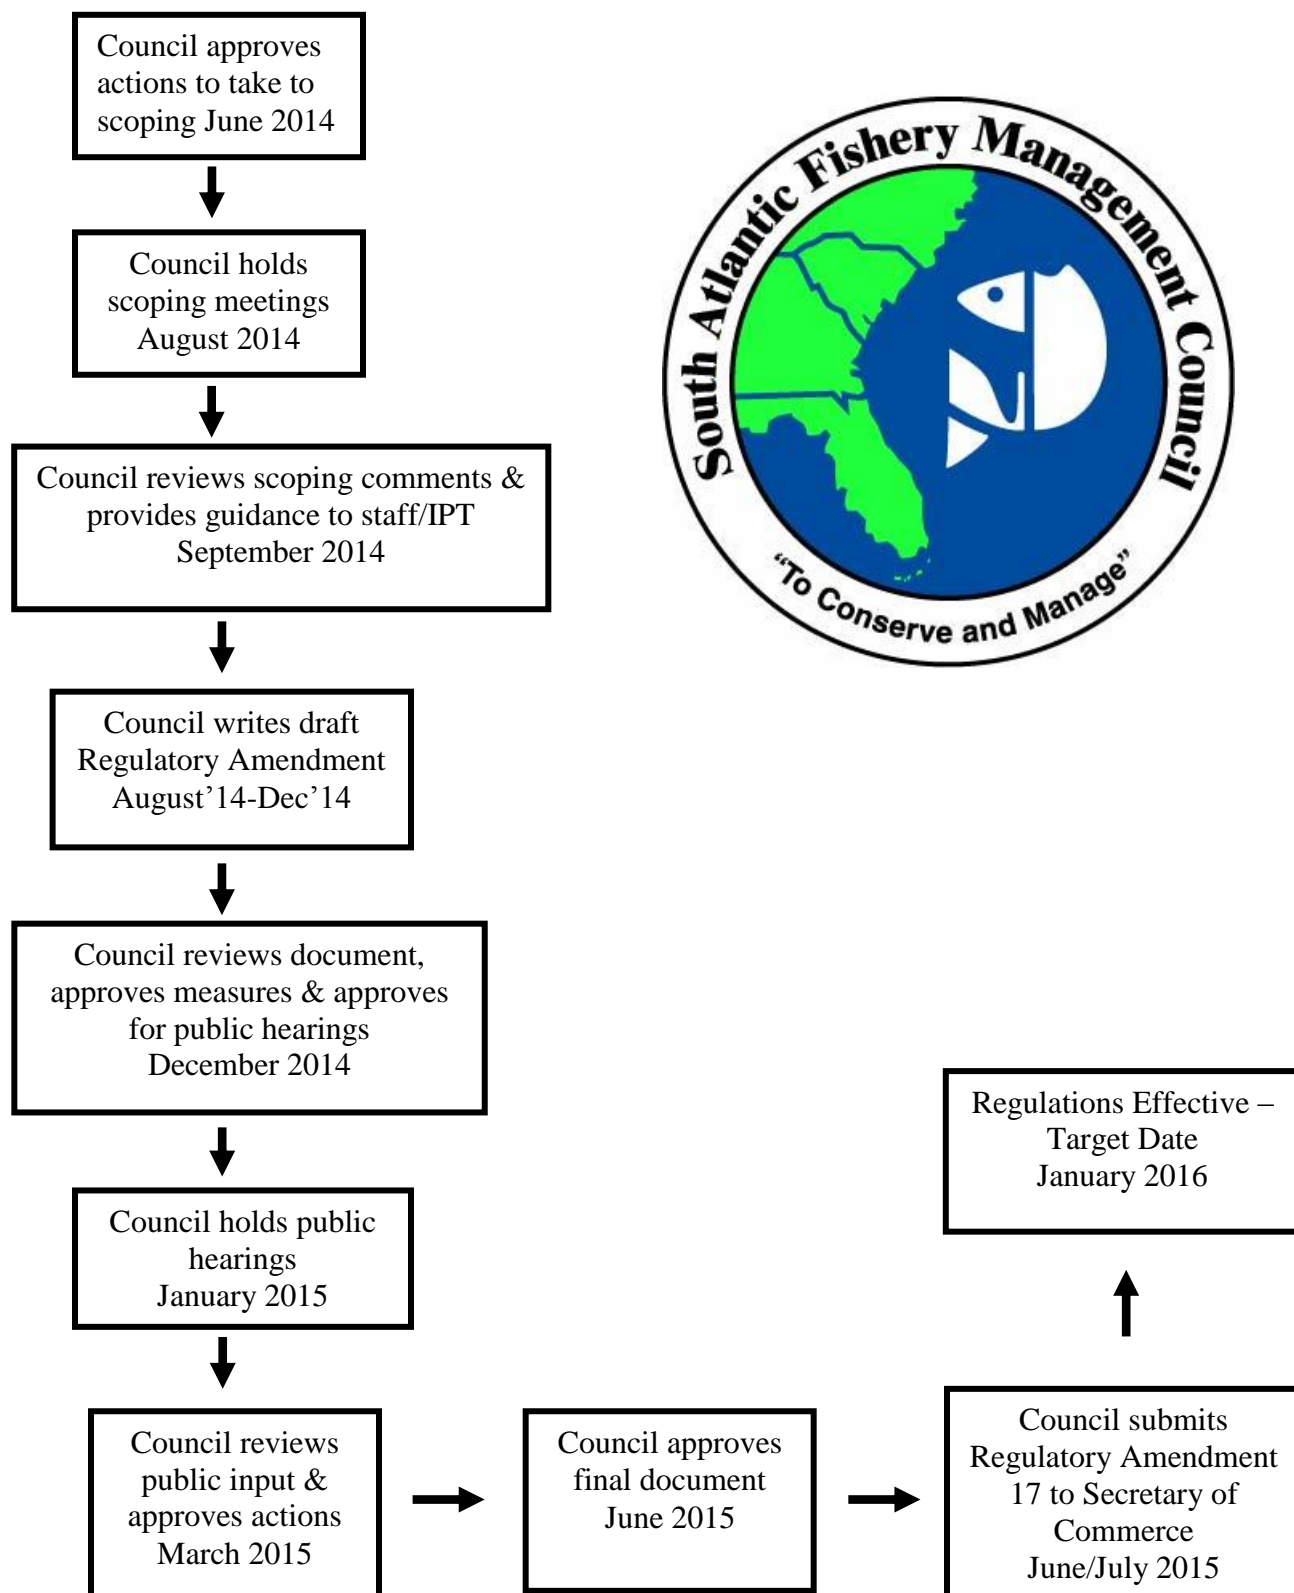 Council approves
actions to take to
scoping June 2014
Council holds
scoping meetings
August 2014
Council reviews scoping comments &
provides guidance to staff/IPT
September 2014
Council writes draft
Regulatory Amendment
August’14-Dec’14
Council reviews document,
approves measures & approves
for public hearings
December 2014
Council holds public
hearings
January 2015
Council reviews
public input &
approves actions
March 2015
Council approves
final document
June 2015
Council submits
Regulatory Amendment
17 to Secretary of
Commerce
June/July 2015
Regulations Effective –
Target Date
January 2016
South Atlantic Fishery Management Council
“To Conserve and Manage”